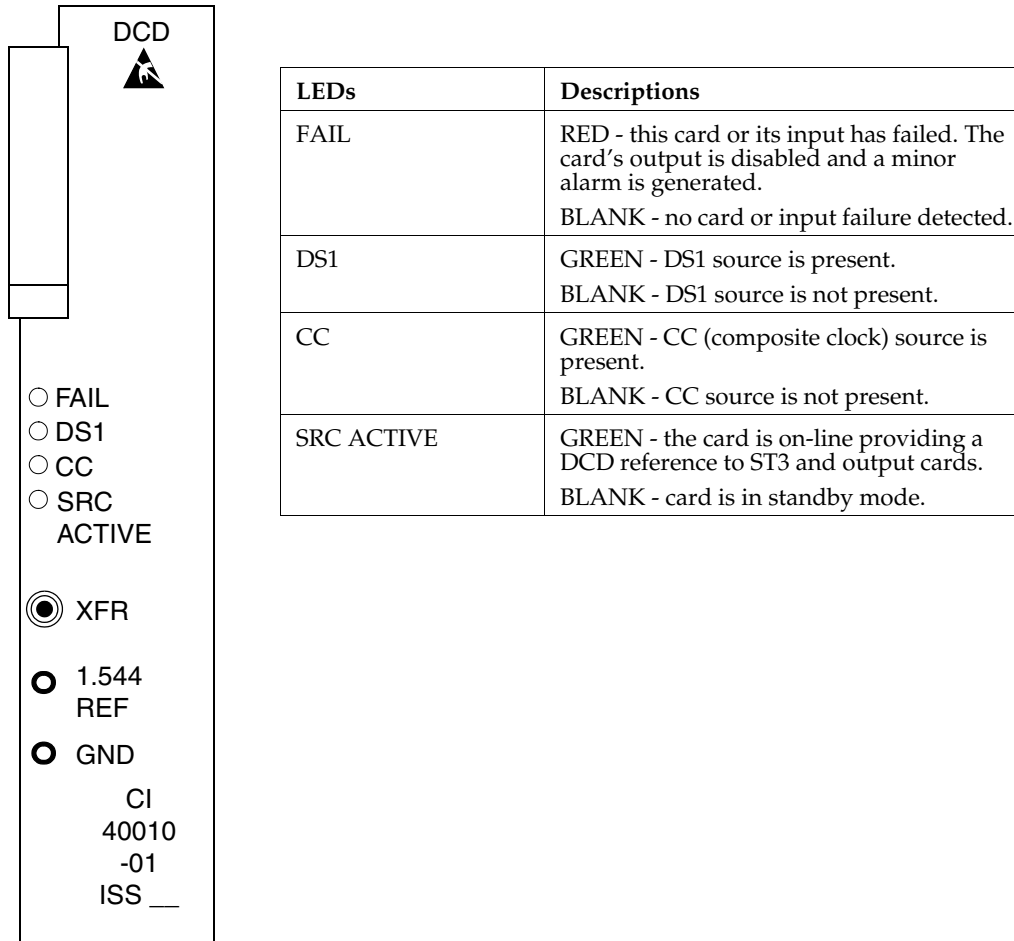 DCD
FAIL
DS1
CC
SRC
ACTIVE
XFR
1.544
REF
GND
CI
40010
-01
ISS __
LEDs Descriptions
FAIL RED - this card or its input has failed. The
card's output is disabled and a minor
alarm is generated.
BLANK - no card or input failure detected.
DS1 GREEN - DS1 source is present.
BLANK - DS1 source is not present.
CC GREEN - CC (composite clock) source is
present.
BLANK - CC source is not present.
SRC ACTIVE GREEN - the card is on-line providing a
DCD reference to ST3 and output cards.
BLANK - card is in standby mode.